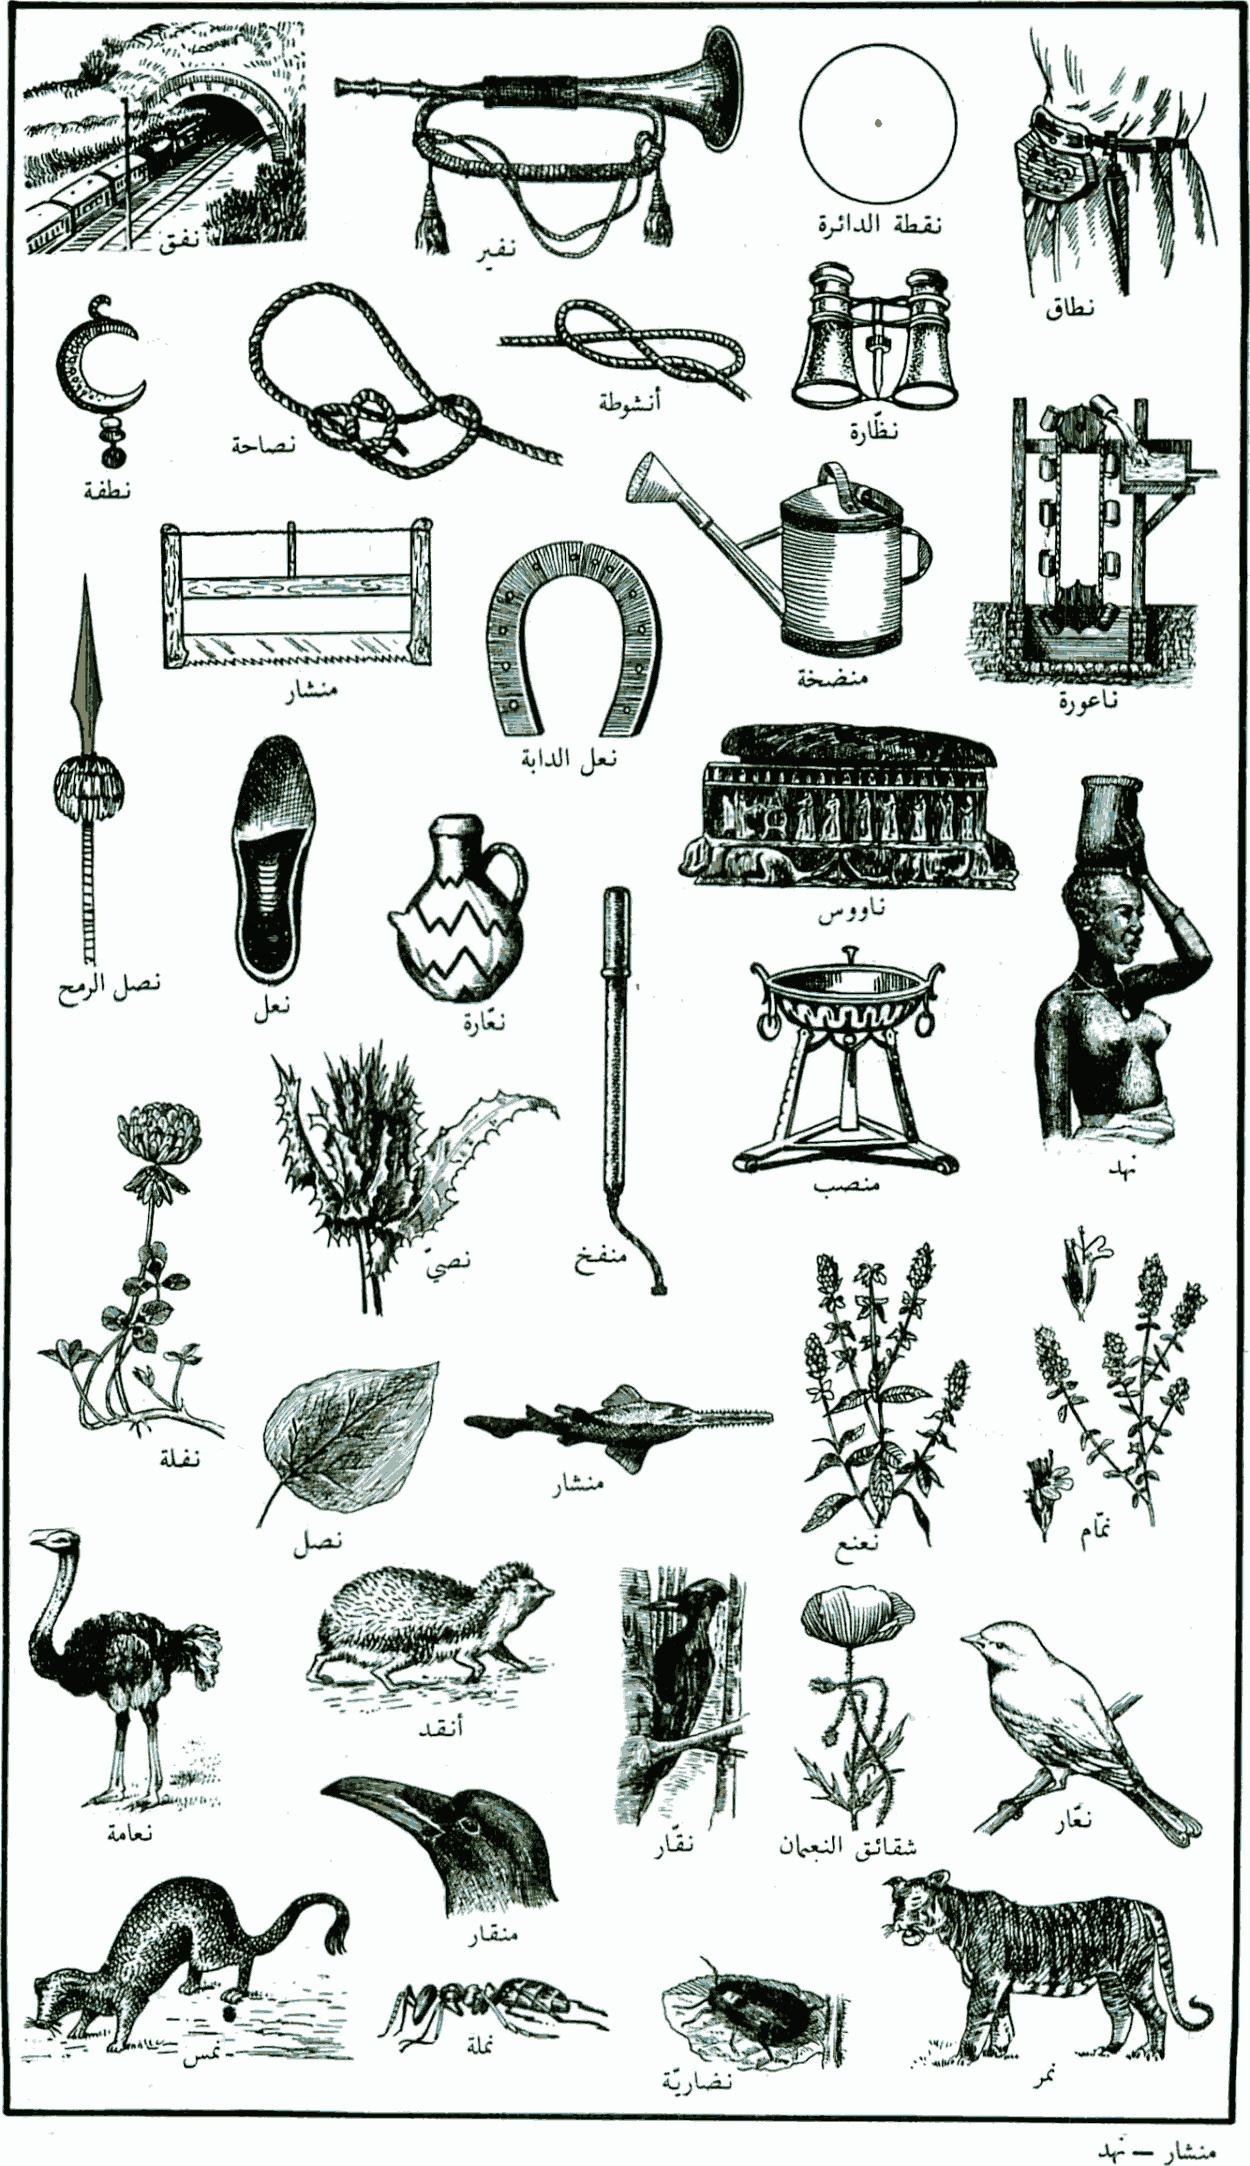 نطاق
نقطة الدائرة
نفير
نفق
نظّارة
أنشوطة
نصاحة
نطفة
ناعورة
منضخة
نعل الدابة
منشار
ناووس
نعّارة
نعل
نصل الرمح
نهد
منصب
منفخ
نصيّ
نفلة
نمّام
نعنع
منشار
نصل
نعّار
شقائق النعمان
نقّار
أنقد
نعامة
منقار
نمر
نضاريّة
نملة
نمس
منشار — نهد